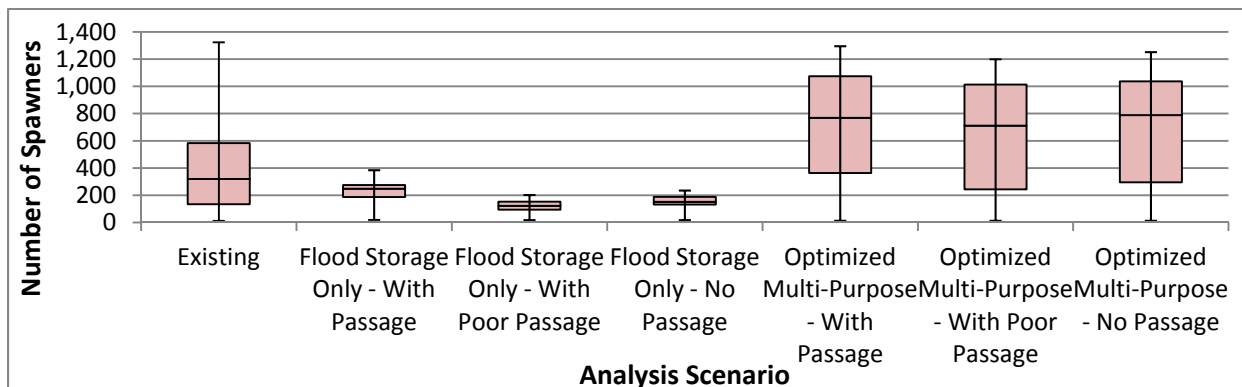 Number of Spawners
1,400
1,200
1,000
800
600
400
200
0
Existing
Flood Storage
Only - With
Passage
Flood Storage
Only - With
Poor Passage
Flood Storage
Only - No
Passage
Optimized
Multi-Purpose
- With
Passage
Optimized
Multi-Purpose
- With Poor
Passage
Optimized
Multi-Purpose
- No Passage
Analysis Scenario